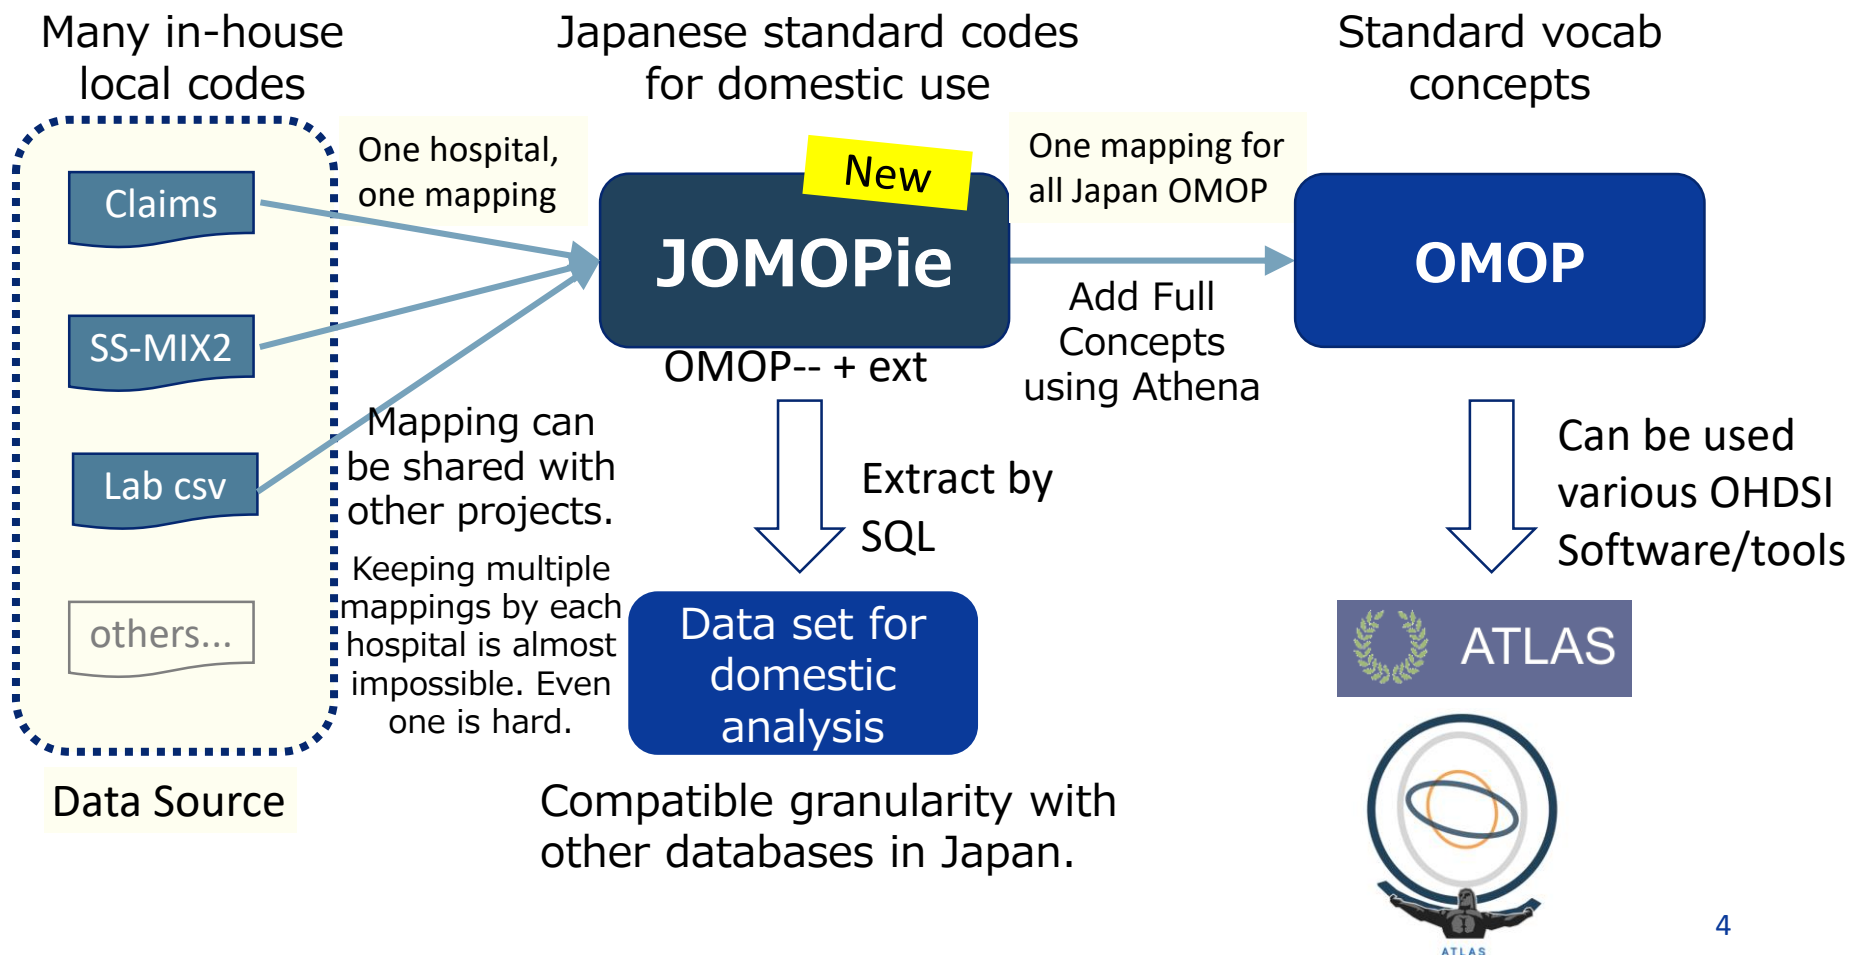 Many in-house
local codes
Japanese standard codes
for domestic use
Standard vocab
concepts
Claims
SS-MIX2
Lab csv
others...
Data Source
One hospital,
one mapping
Mapping can
be shared with
other projects.
Keeping multiple
mappings by each
hospital is almost
impossible. Even
one is hard.
New
JOMOPie
OMOP-- + ext
Extract by
SQL
Data set for
domestic
analysis
Compatible granularity with
other databases in Japan.
One mapping for
all Japan OMOP
Add Full
Concepts
using Athena
OMOP
Can be used
various OHDSI
Software/tools
ATLAS
ATLAS
4